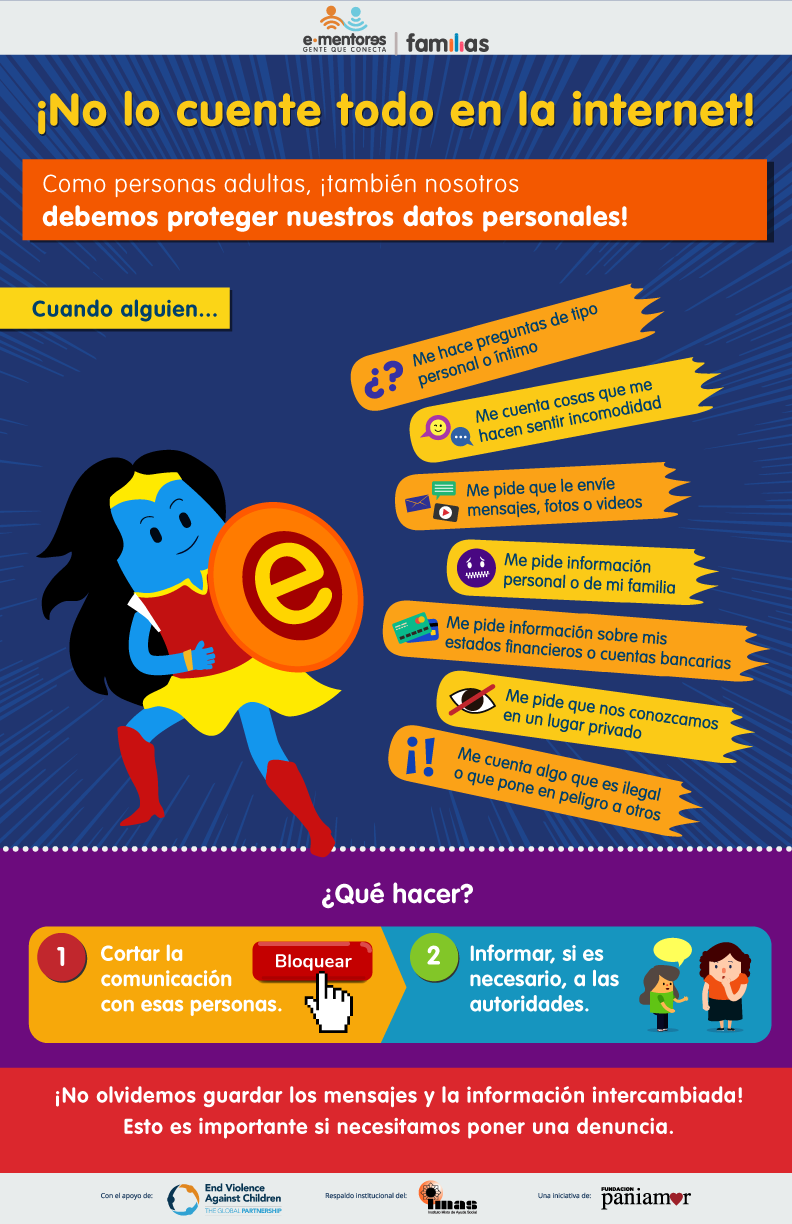 e·mentores
GENTE QUE CONECTA
familias
¡No lo cuente todo en la internet!
Como personas adultas, ¡también nosotros
debemos proteger nuestros datos personales!
Cuando alguien...
¿?
Me hace preguntas de tipo
personal o íntimo
Me cuenta cosas que me
hacen sentir incomodidad
Me pide que le envíe
mensajes, fotos o videos
Me pide información
personal o de mi familia
Me pide información sobre mis
estados financieros o cuentas bancarias
Me pide que nos conozcamos
en un lugar privado
¡!
Me cuenta algo que es ilegal
o que pone en peligro a otros
e
¿Qué hacer?
1
Cortar la
comunicación
con esas personas.
Bloquear
2
Informar, si es
necesario, a las
autoridades.
¡No olvidemos guardar los mensajes y la información intercambiada!
Esto es importante si necesitamos poner una denuncia.
Con el apoyo de:
End Violence
Against Children
THE GLOBAL PARTNERSHIP
Respaldo institucional del:
imas
Instituto Mixto de Ayuda Social
Una iniciativa de:
FUNDACION
paniamor